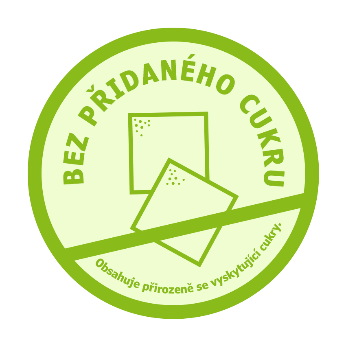 BEZ PŘIDANÉHO CUKRU
Obsahuje přirozeně se vyskytující cukry.